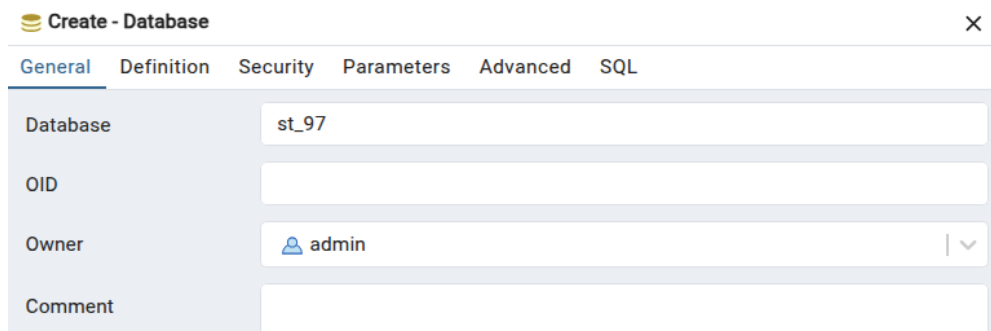 Create - Database
General Definition Security Parameters Advanced SQL
Database st_97
OID
Owner admin
Comment